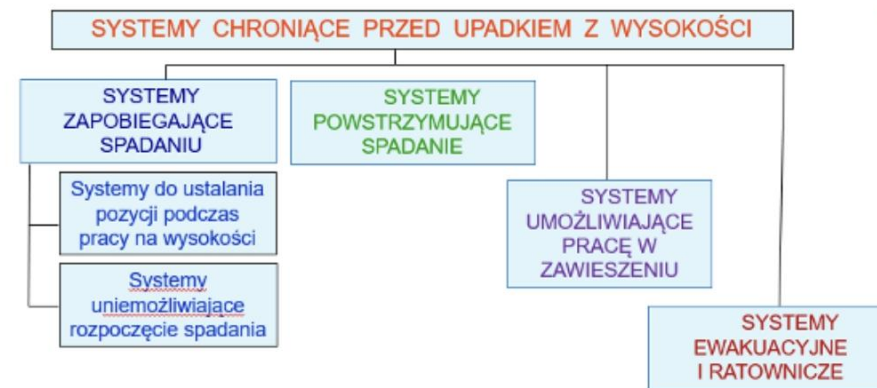 SYSTEMY CHRONIĄCE PRZED UPADKIEM Z WYSOKOŚCI
SYSTEMY
ZAPOBIEGAJĄCE
SPADANIU
Systemy do ustalania
pozycji podczas
pracy na wysokości
Systemy
uniemożliwiające
rozpoczęcie spadania
SYSTEMY
POWSTRZYMUJĄCE
SPADANIE
SYSTEMY
UMOŻLIWIAJĄCE
PRACĘ W
ZAWIESZENIU
SYSTEMY
EWAKUACYJNE
I RATOWNICZE